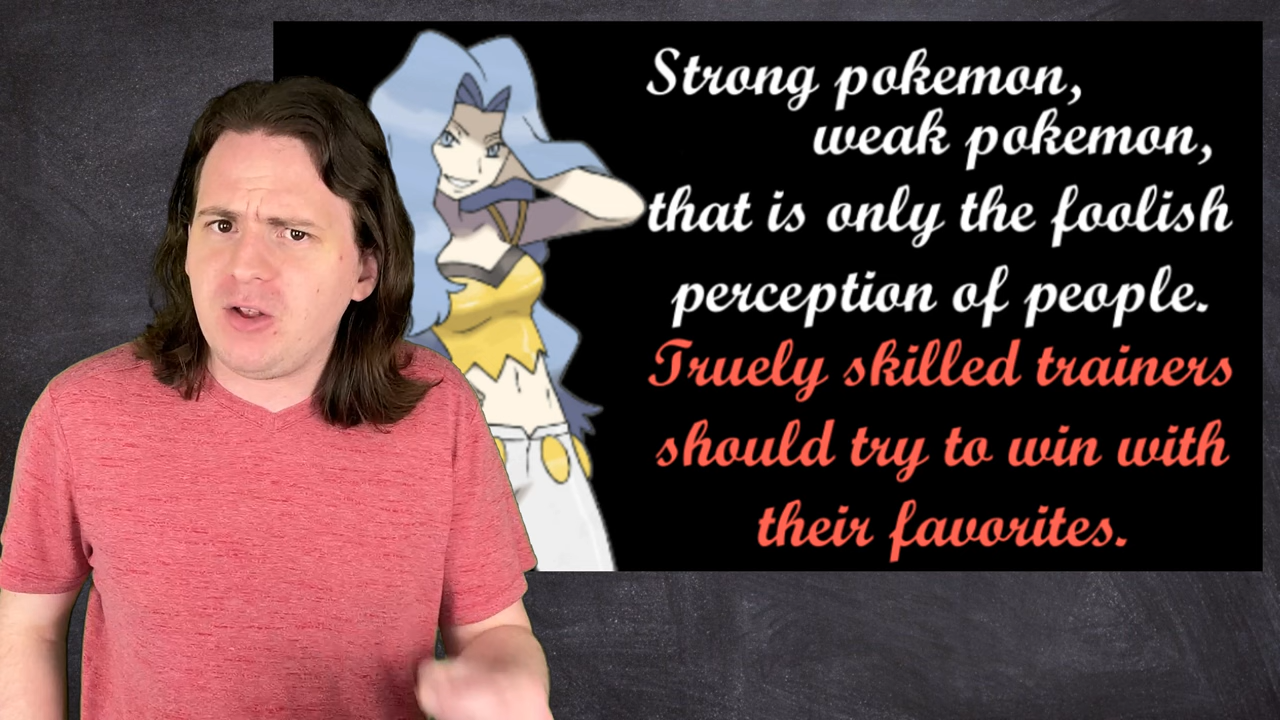 Strong pokemon,
weak pokemon,
that is only the foolish
perception of people.
Truely skilled trainers
should try to win with
their favorites.